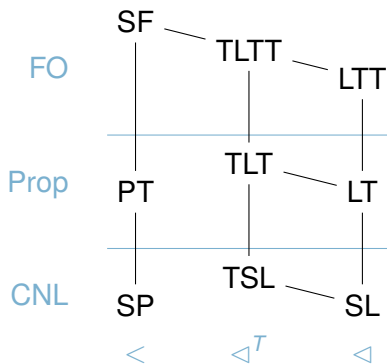 SF
FO TLTT
LTT
TLT
Prop PT LT
TSL
CNL SP SL
< ◁ᵀ ◁